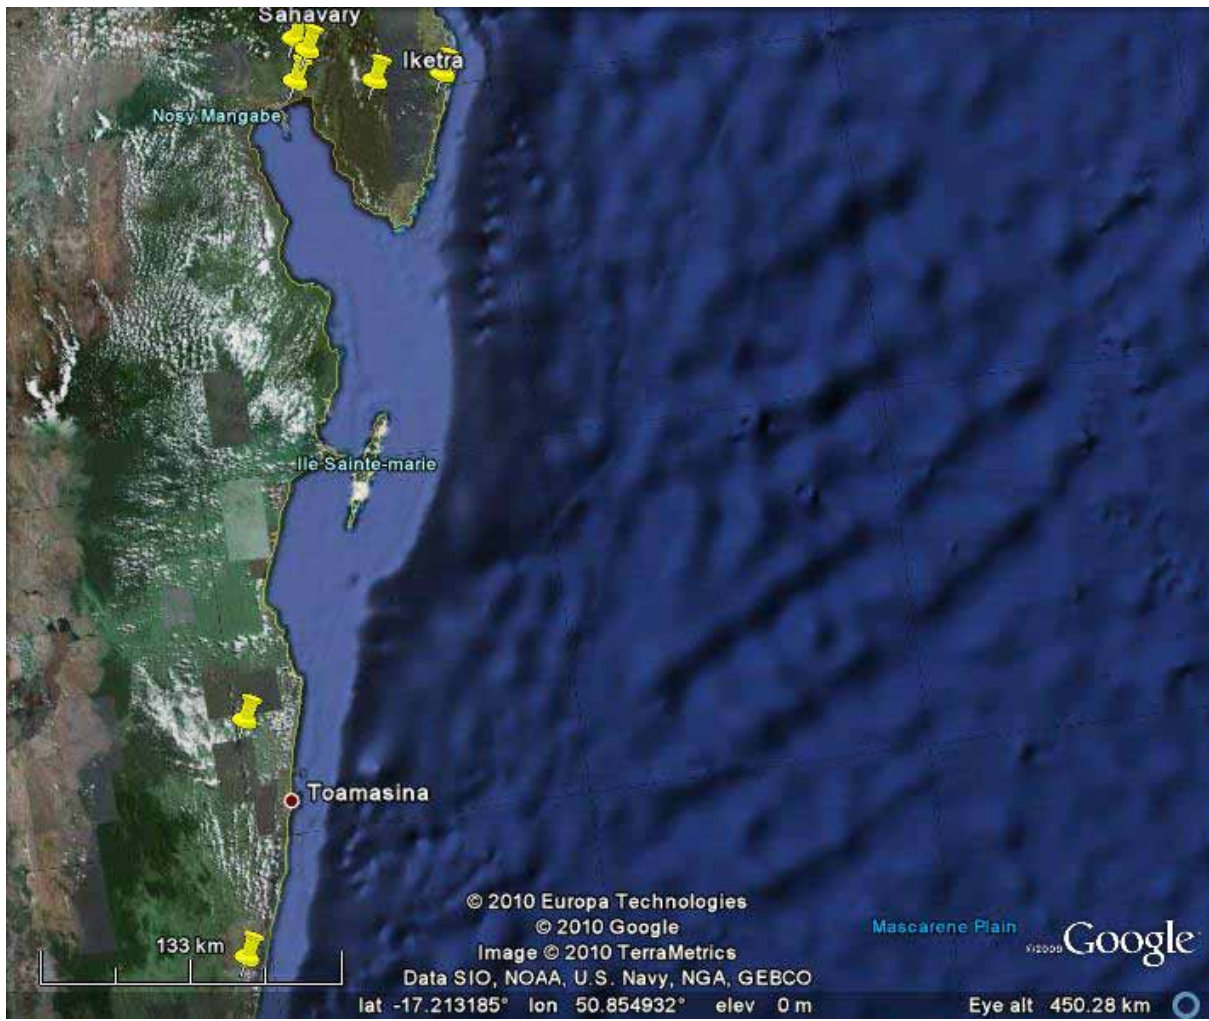 Sahavary
Iketra
Nosy Mangabe
Ile Sainte-marie
Toamasina
© 2010 Europa Technologies
© 2010 Google
Image © 2010 TerraMetrics
Data SIO, NOAA, U.S. Navy, NGA, GEBCO
Mascarene Plain
©2009 Google
133 km
lat -17.213185° lon 50.854932° elev 0 m
Eye alt 450.28 km